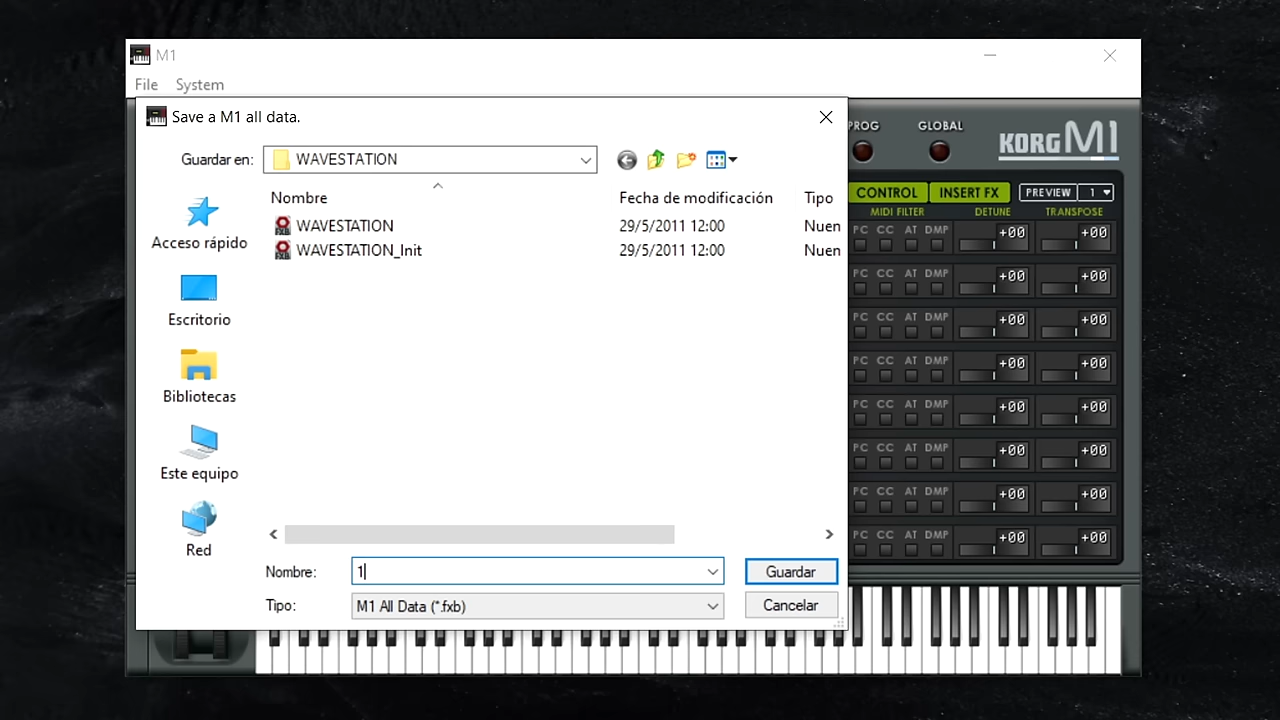 M1
File System
Save a M1 all data.
Guardar en: WAVESTATION
Nombre Fecha de modificación Tipo
WAVESTATION 29/5/2011 12:00 Nuen
WAVESTATION_Init 29/5/2011 12:00 Nuen
Acceso rápido
Escritorio
Bibliotecas
Este equipo
Red
Nombre: 1 Guardar
Tipo: M1 All Data (*.fxb) Cancelar
PROG GLOBAL KORG M1
CONTROL INSERT FX PREVIEW 1
MIDI FILTER DETUNE TRANSPOSE
PC CC AT DMP +00 +00
PC CC AT DMP +00 +00
PC CC AT DMP +00 +00
PC CC AT DMP +00 +00
PC CC AT DMP +00 +00
PC CC AT DMP +00 +00
PC CC AT DMP +00 +00
PC CC AT DMP +00 +00